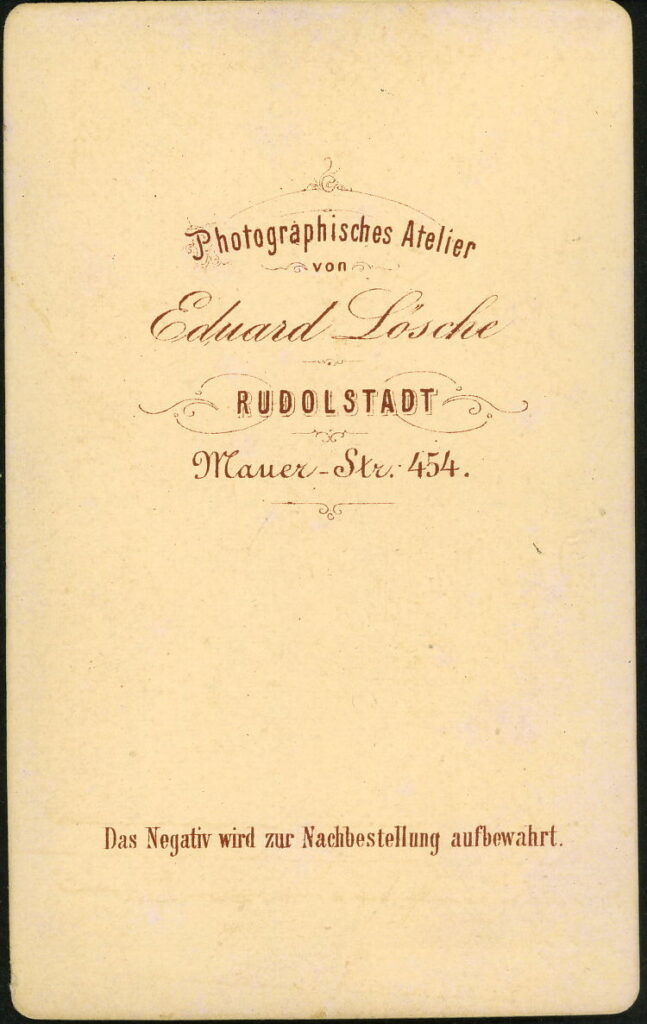 Photographisches Atelier
von
Eduard Lösche
RUDOLSTADT
Mauer-Str. 454.
Das Negativ wird zur Nachbestellung aufbewahrt.